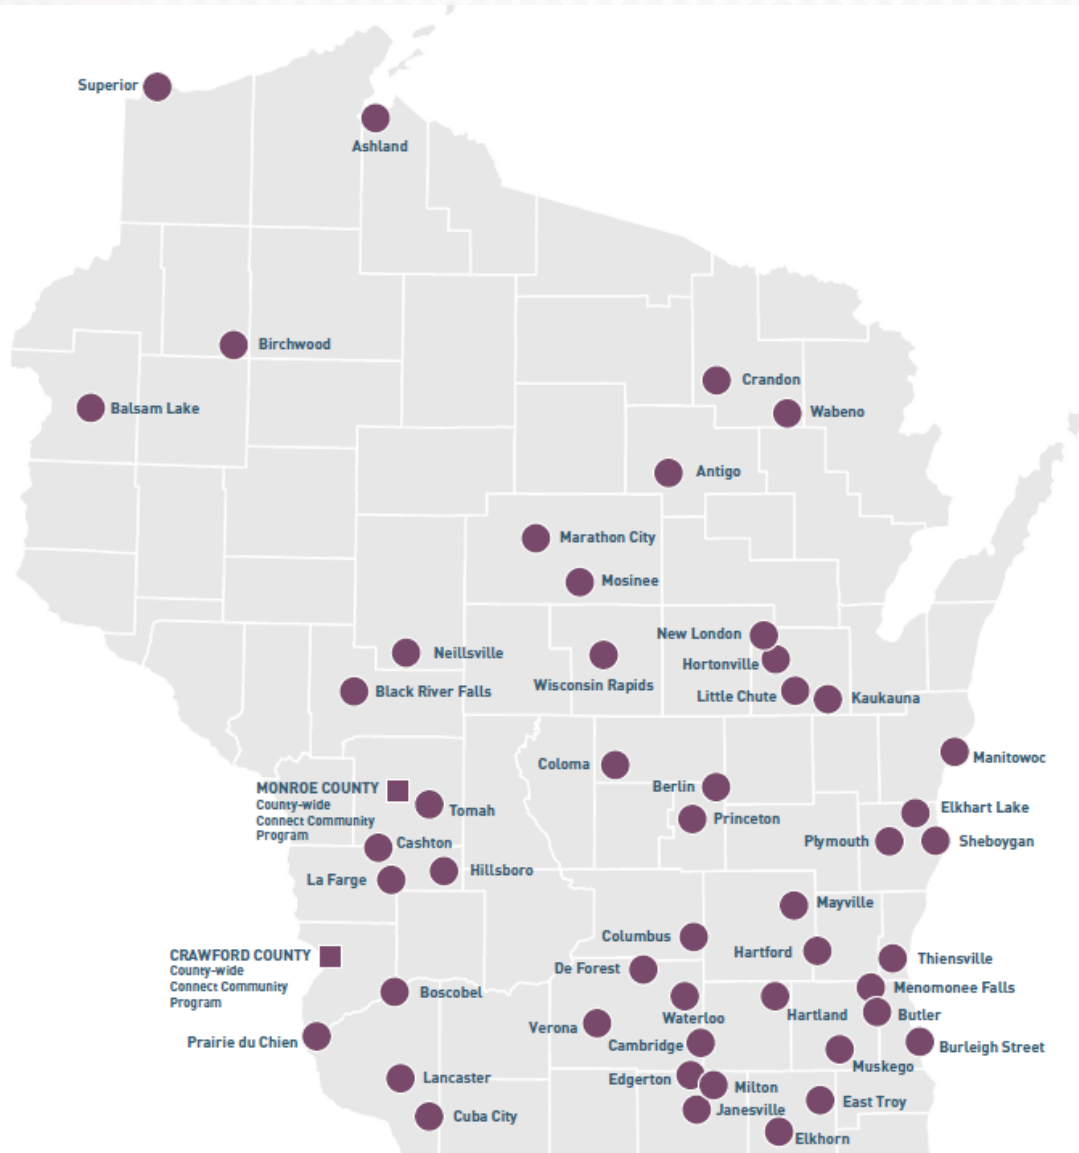 Superior
Ashland
Birchwood
Balsam Lake
Crandon
Wabeno
Antigo
Marathon City
Mosinee
New London
Neillsville
Hortonville
Wisconsin Rapids
Black River Falls
Little Chute
Kaukauna
Manitowoc
Coloma
Berlin
MONROE COUNTY
County-wide
Connect Community
Program
Tomah
Elkhart Lake
Princeton
Plymouth
Sheboygan
Cashton
Hillsboro
La Farge
Mayville
Columbus
Hartford
CRAWFORD COUNTY
County-wide
Connect Community
Program
Thiensville
De Forest
Menomonee Falls
Boscobel
Waterloo
Hartland
Butler
Verona
Prairie du Chien
Cambridge
Burleigh Street
Muskego
Lancaster
Edgerton
Milton
East Troy
Janesville
Cuba City
Elkhorn